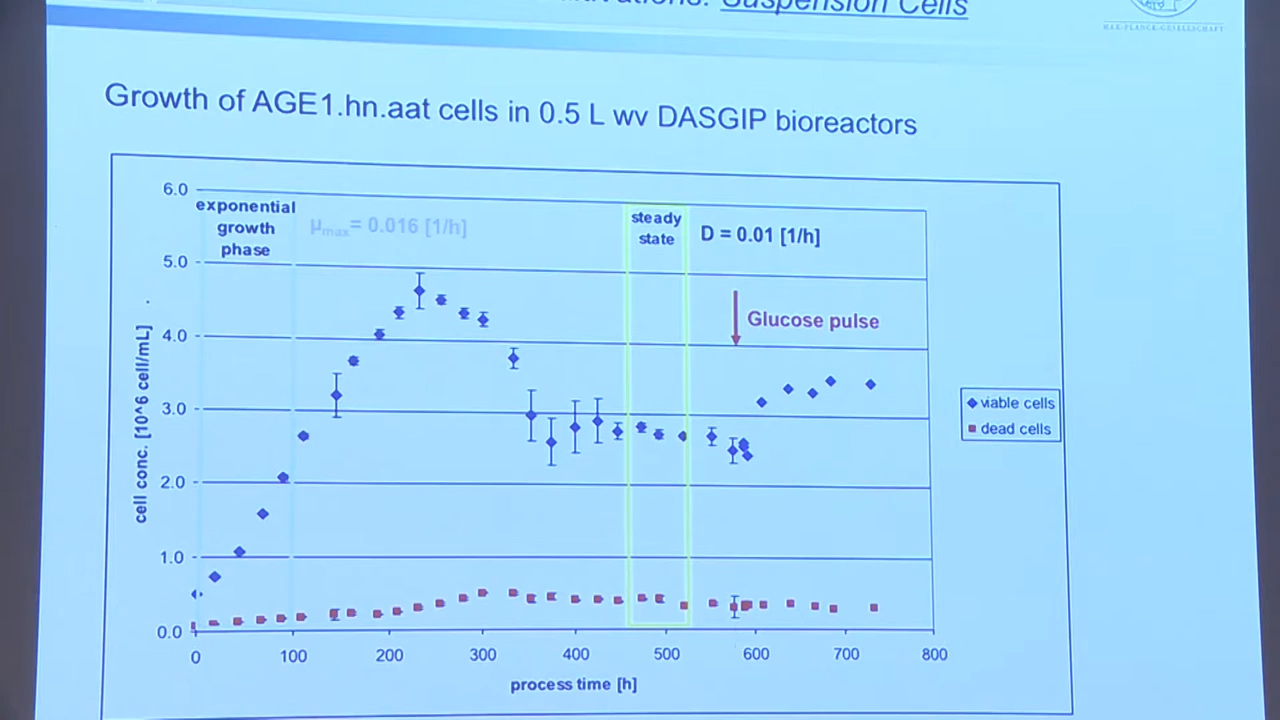 Suspension Cells
MAX-PLANCK-GESELLSCHAFT
Growth of AGE1.hn.aat cells in 0.5 L wv DASGIP bioreactors
6.0
5.0
4.0
3.0
2.0
1.0
0.0
cell conc. [10^6 cell/mL]
exponential
growth
phase
μmax= 0.016 [1/h]
steady
state
D = 0.01 [1/h]
Glucose pulse
viable cells
dead cells
0 100 200 300 400 500 600 700 800
process time [h]